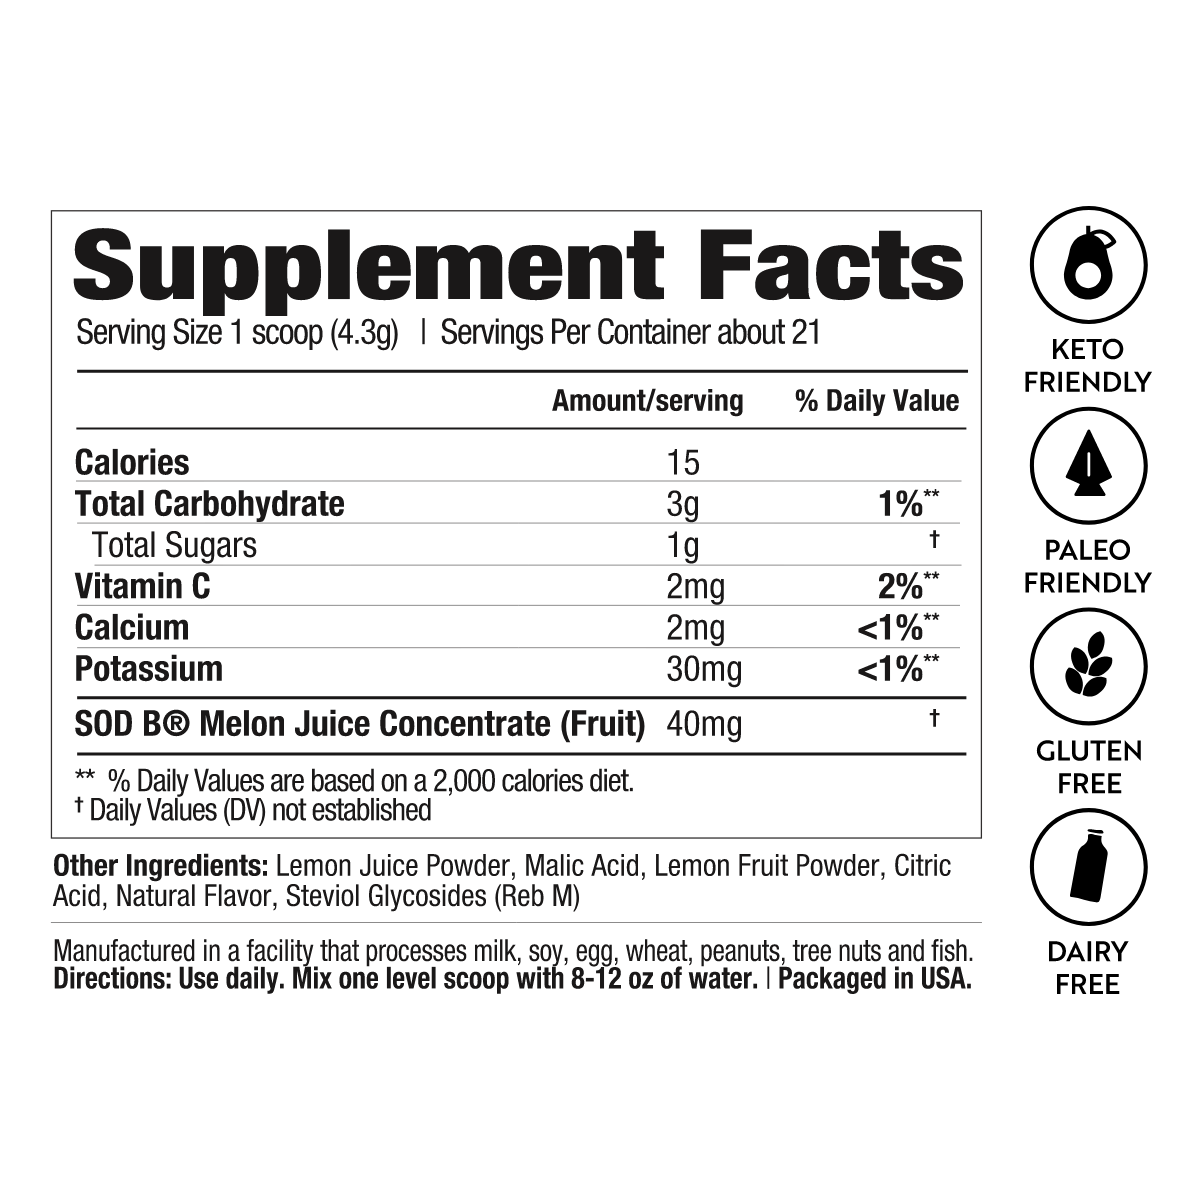 Supplement Facts
Serving Size 1 scoop (4.3g) | Servings Per Container about 21
Amount/serving % Daily Value
Calories 15
Total Carbohydrate 3g 1%**
Total Sugars 1g †
Vitamin C 2mg 2%**
Calcium 2mg <1%**
Potassium 30mg <1%**
SOD B® Melon Juice Concentrate (Fruit) 40mg †
** % Daily Values are based on a 2,000 calories diet.
† Daily Values (DV) not established
Other Ingredients: Lemon Juice Powder, Malic Acid, Lemon Fruit Powder, Citric
Acid, Natural Flavor, Steviol Glycosides (Reb M)
Manufactured in a facility that processes milk, soy, egg, wheat, peanuts, tree nuts and fish.
Directions: Use daily. Mix one level scoop with 8-12 oz of water. | Packaged in USA.
KETO
FRIENDLY
PALEO
FRIENDLY
GLUTEN
FREE
DAIRY
FREE